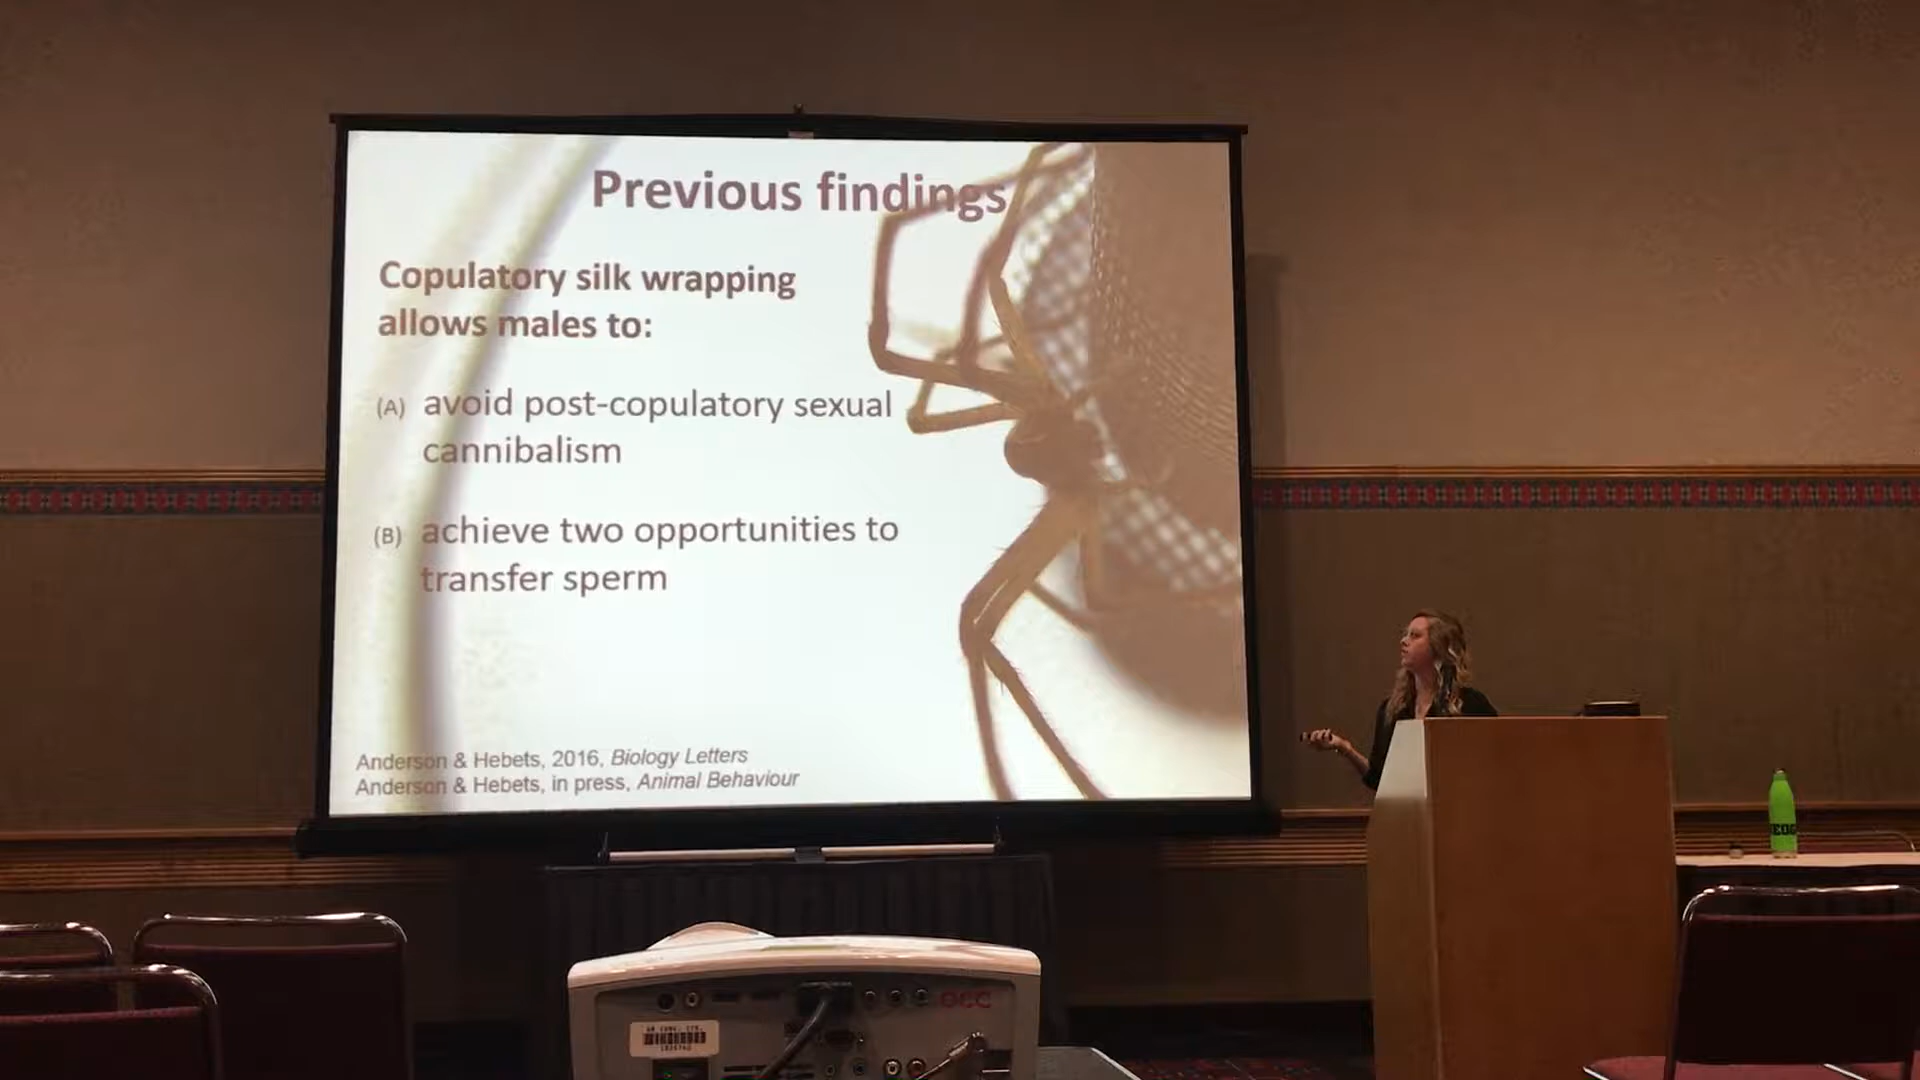 Previous findings
Copulatory silk wrapping
allows males to:
(A) avoid post-copulatory sexual
cannibalism
(B) achieve two opportunities to
transfer sperm
Anderson & Hebets, 2016, Biology Letters
Anderson & Hebets, in press, Animal Behaviour